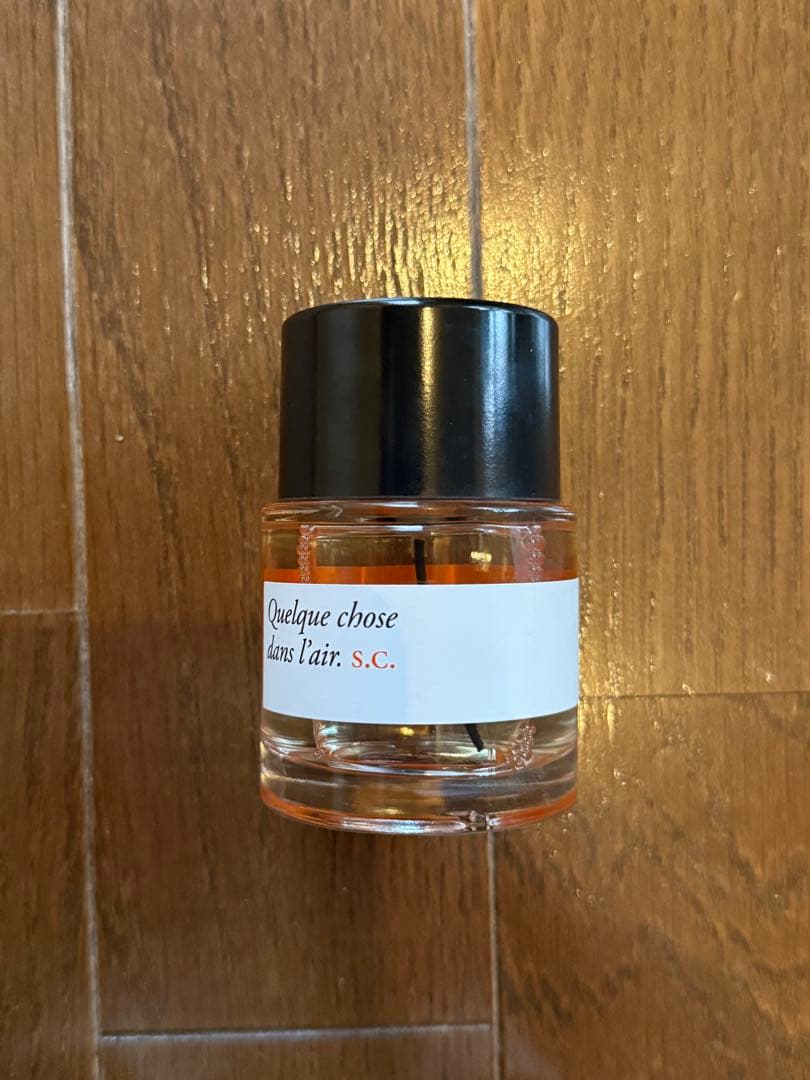 Quelque chose
dans l'air. S.C.